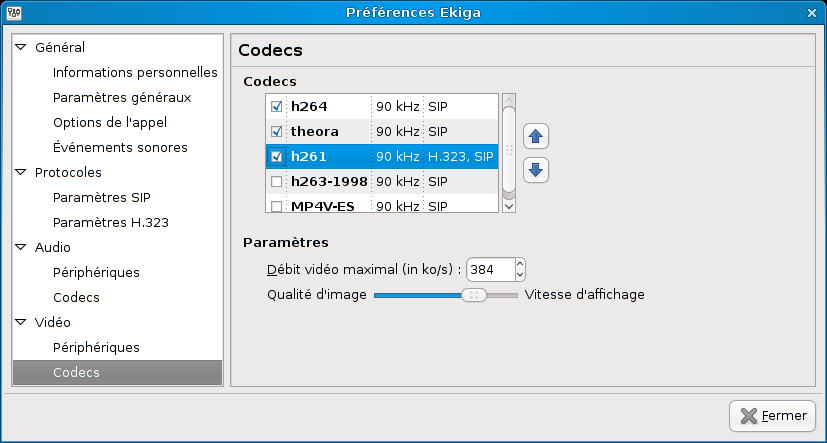 Préférences Ekiga
Général
Informations personnelles
Paramètres généraux
Options de l'appel
Événements sonores
Protocoles
Paramètres SIP
Paramètres H.323
Audio
Périphériques
Codecs
Vidéo
Périphériques
Codecs
Codecs
Codecs
h264 90 kHz SIP
theora 90 kHz SIP
h261 90 kHz H.323, SIP
h263-1998 90 kHz SIP
MP4V-ES 90 kHz SIP
Paramètres
Débit vidéo maximal (in ko/s) : 384
Qualité d'image Vitesse d'affichage
Fermer